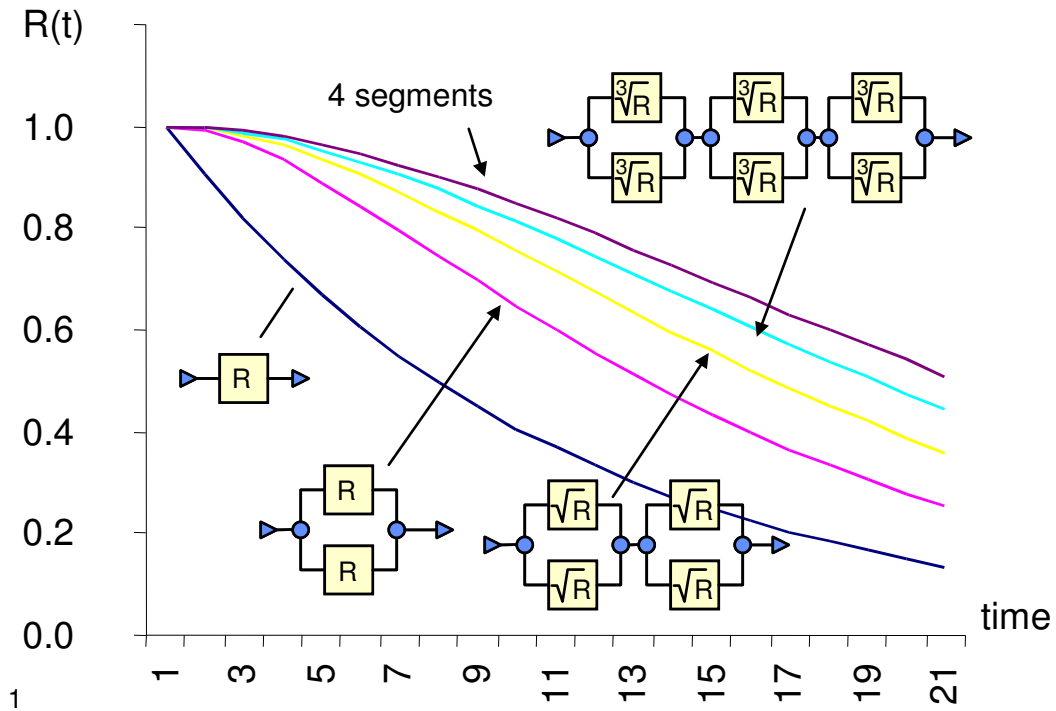 R(t)
4 segments
∛R ∛R ∛R
∛R ∛R ∛R
1.0
0.8
0.6
0.4
0.2
0.0
R
R
R
√R √R
√R √R
time
1 3 5 7 9 11 13 15 17 19 21
1